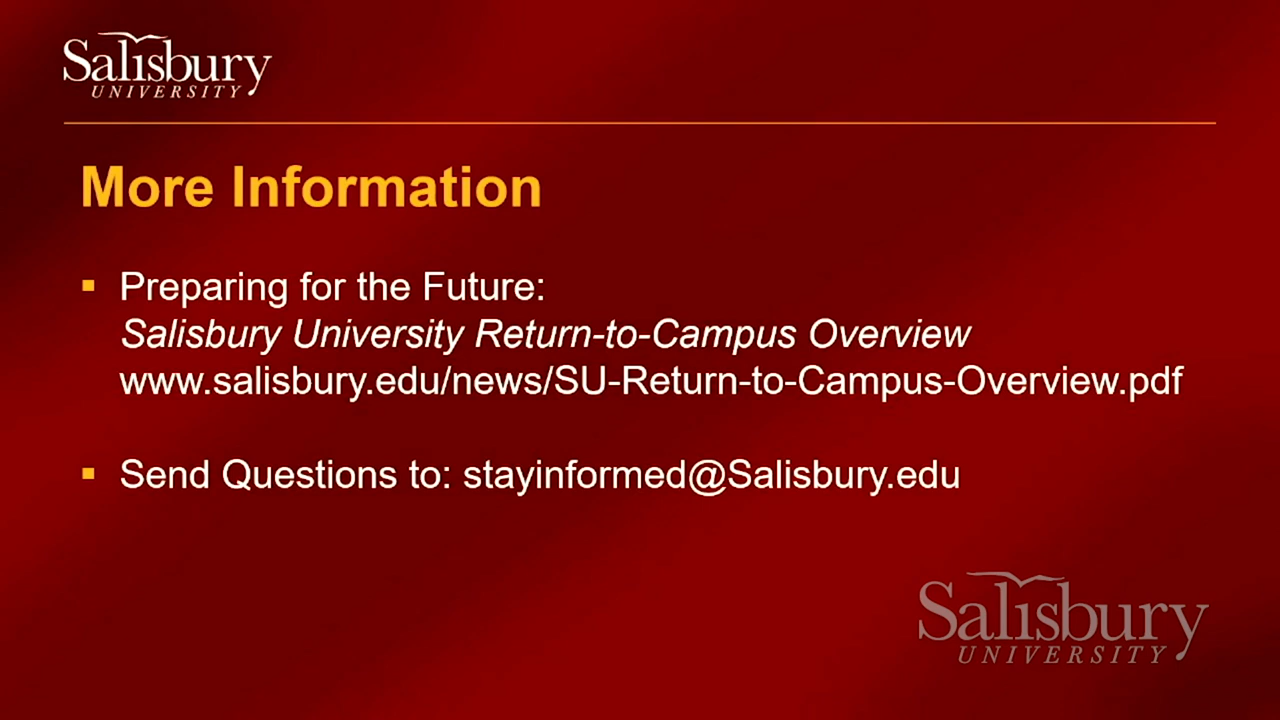 Salisbury
UNIVERSITY
More Information
▪ Preparing for the Future:
Salisbury University Return-to-Campus Overview
www.salisbury.edu/news/SU-Return-to-Campus-Overview.pdf
▪ Send Questions to: stayinformed@Salisbury.edu
Salisbury
UNIVERSITY